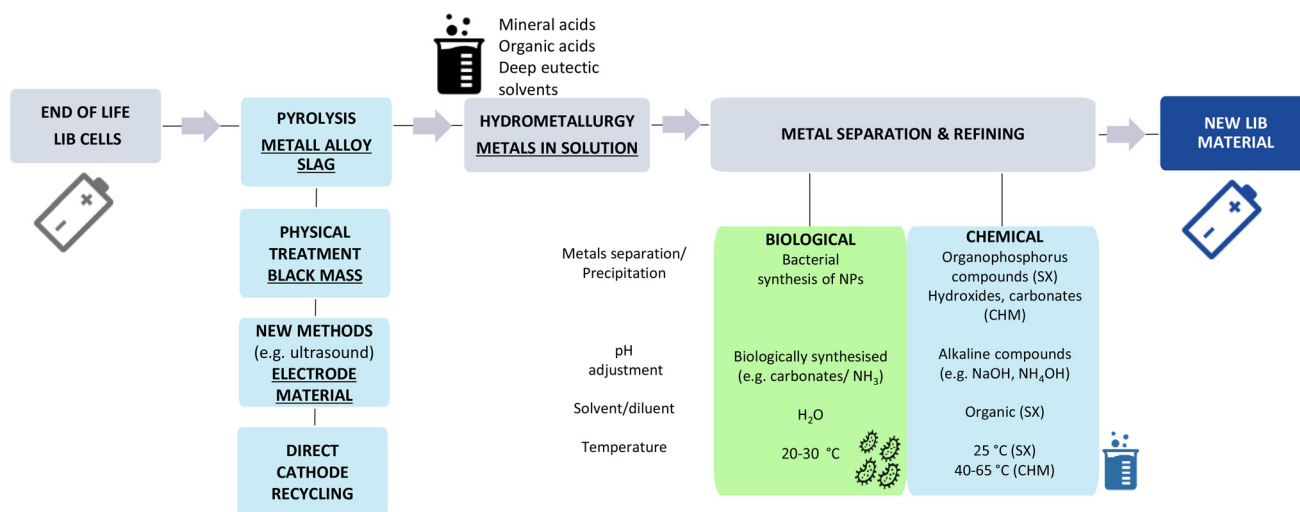 Mineral acids
Organic acids
Deep eutectic
solvents
END OF LIFE
LIB CELLS
PYROLYSIS
METALL ALLOY
SLAG
HYDROMETALLURGY
METALS IN SOLUTION
METAL SEPARATION & REFINING
NEW LIB
MATERIAL
PHYSICAL
TREATMENT
BLACK MASS
NEW METHODS
(e.g. ultrasound)
ELECTRODE
MATERIAL
DIRECT
CATHODE
RECYCLING
Metals separation/
Precipitation
BIOLOGICAL
Bacterial
synthesis of NPs
CHEMICAL
Organophosphorus
compounds (SX)
Hydroxides, carbonates
(CHM)
pH
adjustment
Biologically synthesised
(e.g. carbonates/ NH₃)
Alkaline compounds
(e.g. NaOH, NH₄OH)
Solvent/diluent
H₂O
Organic (SX)
Temperature
20-30 °C
25 °C (SX)
40-65 °C (CHM)